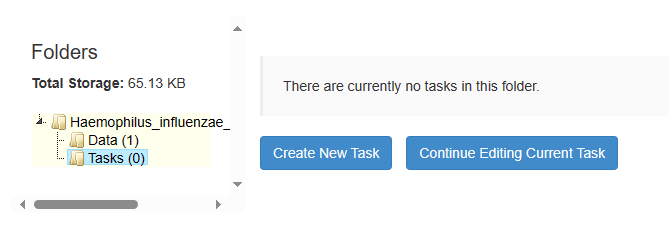 Folders
Total Storage: 65.13 KB
Haemophilus_influenzae_
Data (1)
Tasks (0)
There are currently no tasks in this folder.
Create New Task
Continue Editing Current Task